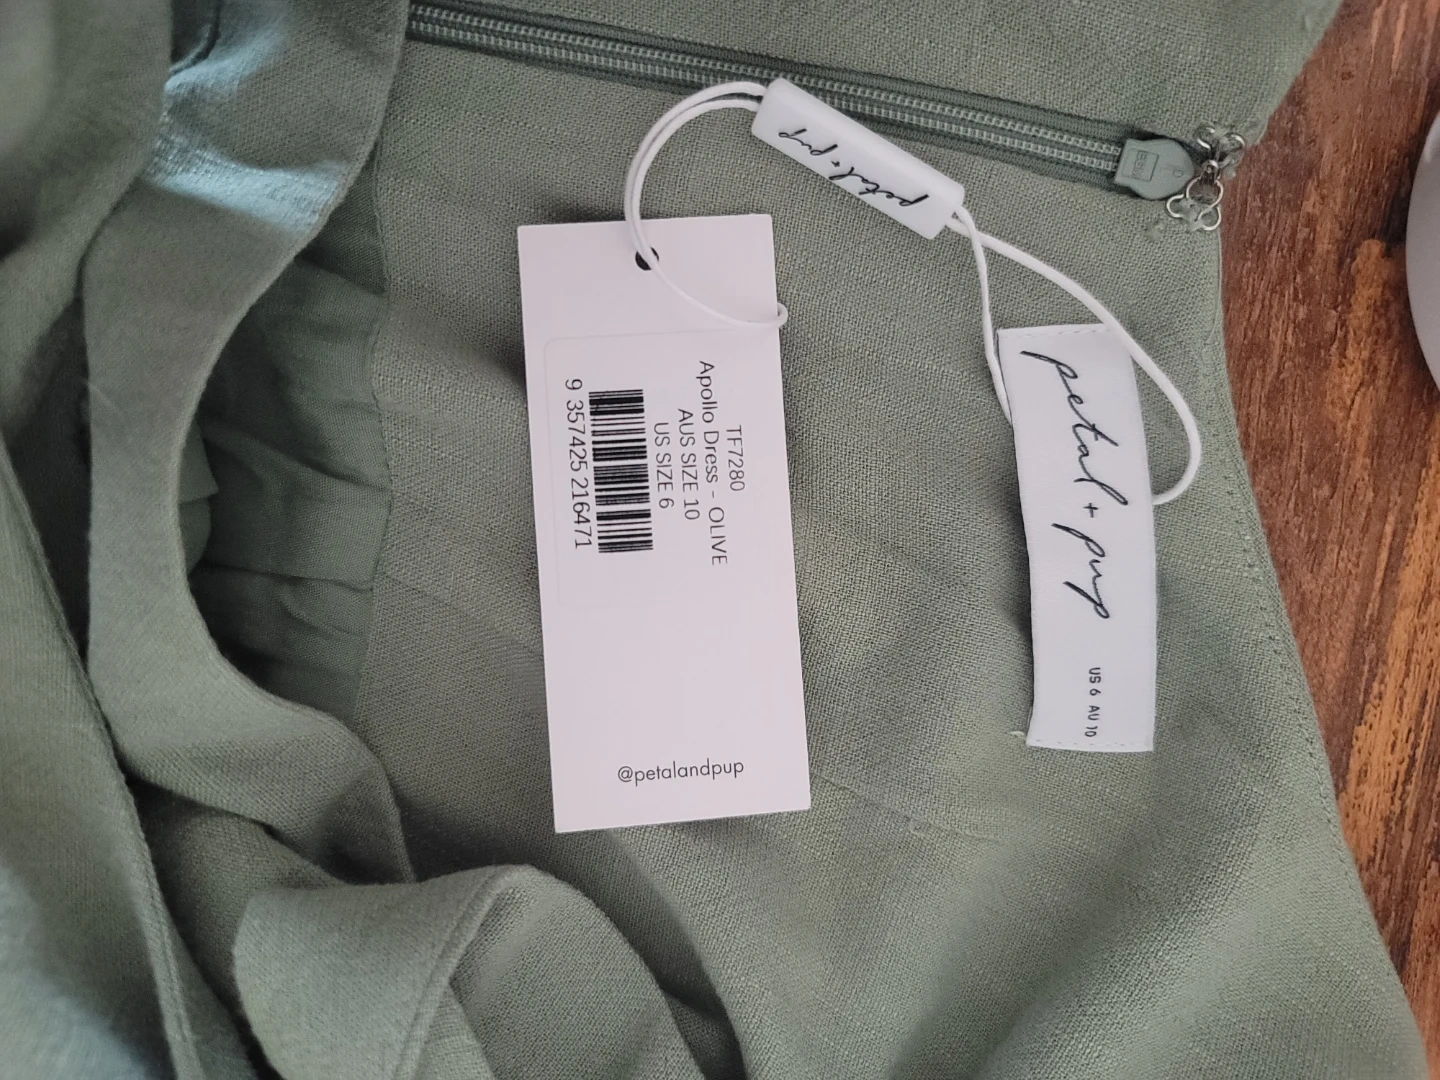 petal + pup
TF7280
Apollo Dress - OLIVE
AUS SIZE 10
US SIZE 6
9 357425 216471
@petalandpup
petal + pup
US 6 AU 10